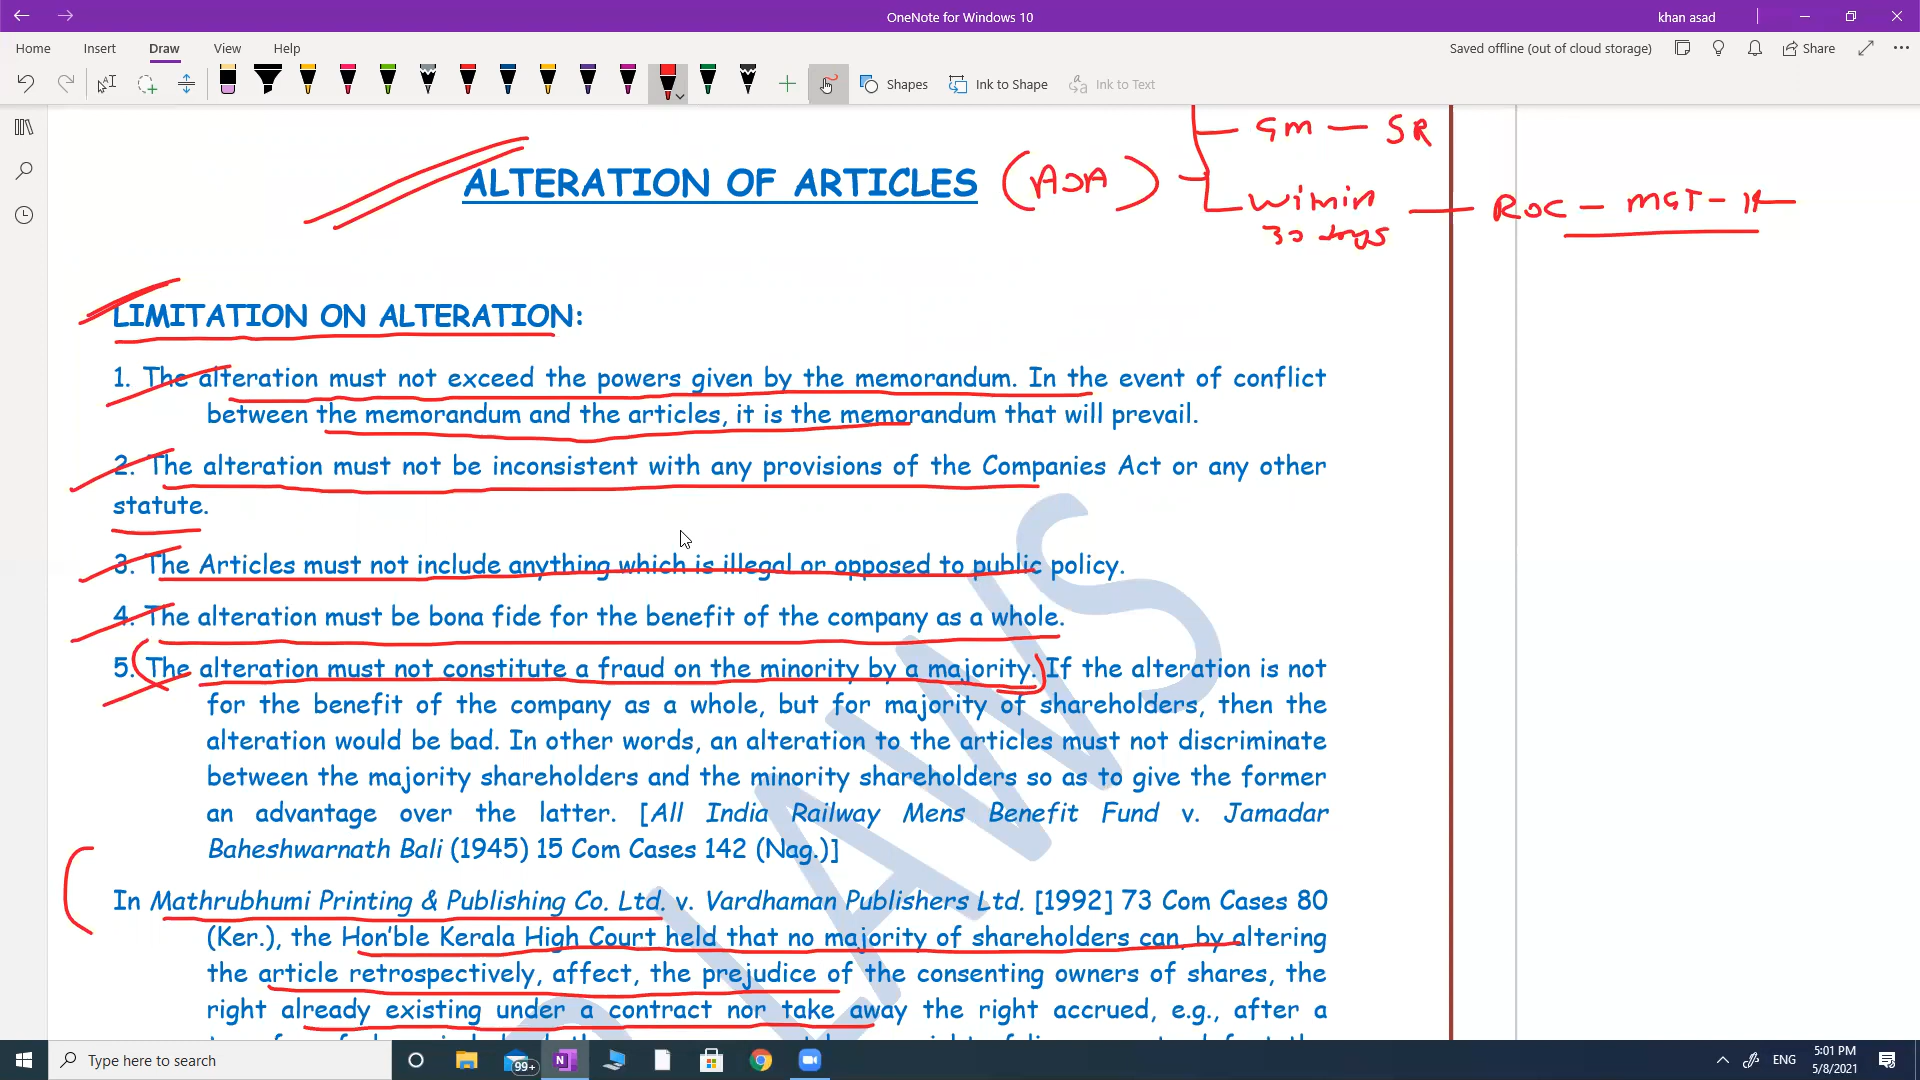 OneNote for Windows 10
khan asad
Home Insert Draw View Help
Saved offline (out of cloud storage)
Share
Shapes
Ink to Shape
Ink to Text
GM — SR
ALTERATION OF ARTICLES (AOA)
Within — ROC — MGT - 14
30 days
LIMITATION ON ALTERATION:
1. The alteration must not exceed the powers given by the memorandum. In the event of conflict
between the memorandum and the articles, it is the memorandum that will prevail.
2. The alteration must not be inconsistent with any provisions of the Companies Act or any other
statute.
3. The Articles must not include anything which is illegal or opposed to public policy.
4. The alteration must be bona fide for the benefit of the company as a whole.
5. (The alteration must not constitute a fraud on the minority by a majority.) If the alteration is not
for the benefit of the company as a whole, but for majority of shareholders, then the
alteration would be bad. In other words, an alteration to the articles must not discriminate
between the majority shareholders and the minority shareholders so as to give the former
an advantage over the latter. [All India Railway Mens Benefit Fund v. Jamadar
Baheshwarnath Bali (1945) 15 Com Cases 142 (Nag.)]
In Mathrubhumi Printing & Publishing Co. Ltd. v. Vardhaman Publishers Ltd. [1992] 73 Com Cases 80
(Ker.), the Hon'ble Kerala High Court held that no majority of shareholders can, by altering
the article retrospectively, affect, the prejudice of the consenting owners of shares, the
right already existing under a contract nor take away the right accrued, e.g., after a
LAWS
Type here to search
99+
ENG
5:01 PM
5/8/2021